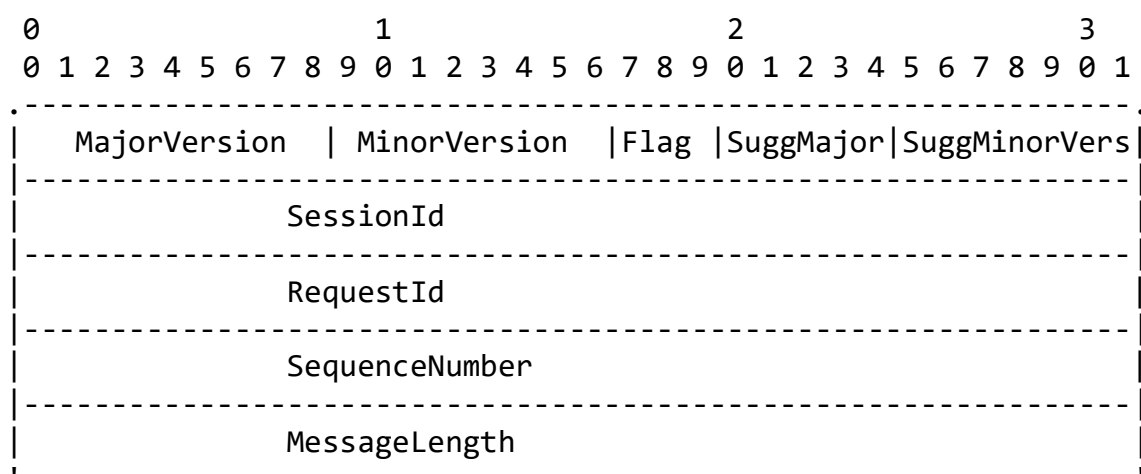 0                   1                   2                   3
0 1 2 3 4 5 6 7 8 9 0 1 2 3 4 5 6 7 8 9 0 1 2 3 4 5 6 7 8 9 0 1
.---------------------------------------------------------------.
|   MajorVersion  | MinorVersion  |Flag |SuggMajor|SuggMinorVers|
|---------------------------------------------------------------|
|               SessionId                                       |
|---------------------------------------------------------------|
|               RequestId                                       |
|---------------------------------------------------------------|
|               SequenceNumber                                  |
|---------------------------------------------------------------|
|               MessageLength                                   |